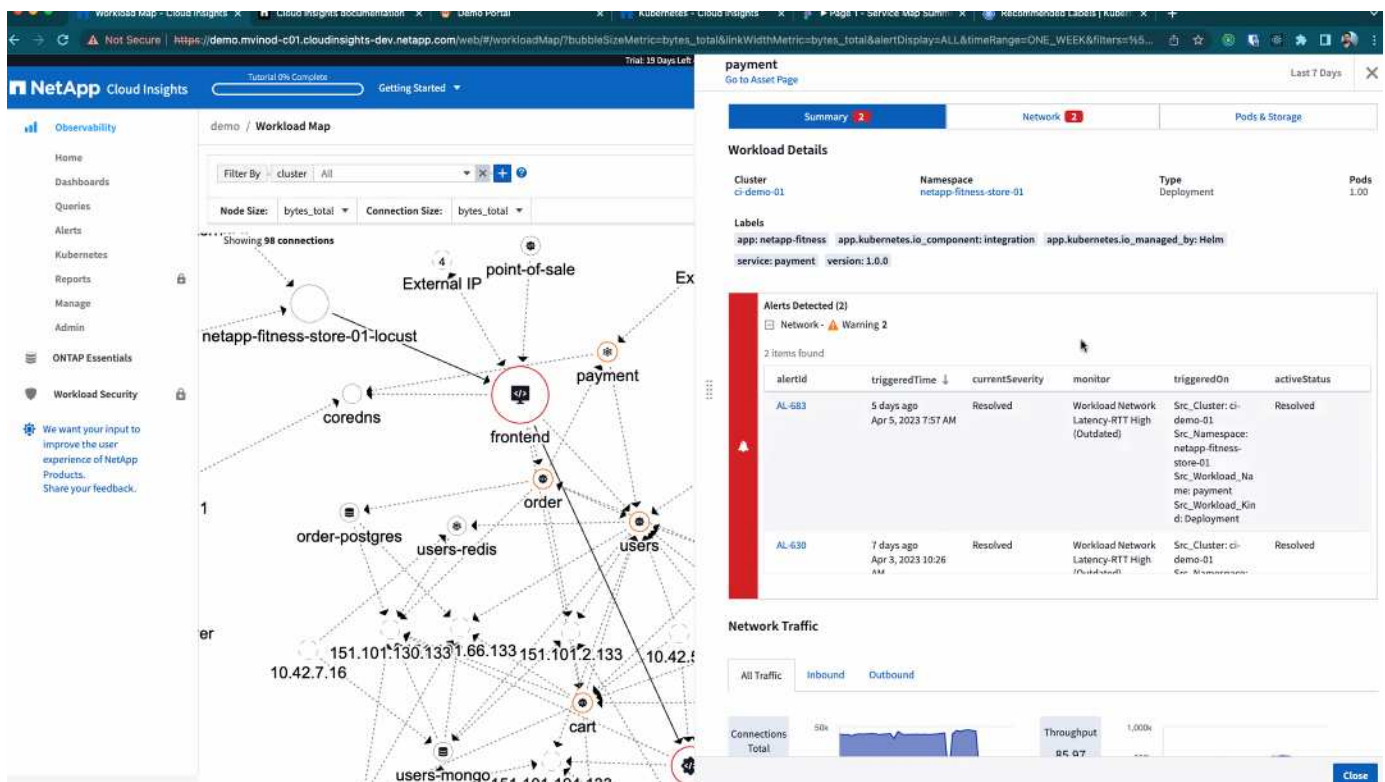 Workload Map - Cloud Insights
Cloud Insights documentation
Demo Portal
Kubernetes - Cloud Insights
Page 1 - Service Map Summ
Recommended Labels | Kuber
Not Secure | https://demo.mvinod-c01.cloudinsights-dev.netapp.com/web/#/workloadMap/?bubbleSizeMetric=bytes_total&linkWidthMetric=bytes_total&alertDisplay=ALL&timeRange=ONE_WEEK&filters=%5...
Trial: 19 Days Left
NetApp Cloud Insights
Tutorial 0% Complete
Getting Started
Observability
Home
Dashboards
Queries
Alerts
Kubernetes
Reports
Manage
Admin
ONTAP Essentials
Workload Security
We want your input to
improve the user
experience of NetApp
Products.
Share your feedback.
demo / Workload Map
Filter By cluster All
Node Size: bytes_total Connection Size: bytes_total
Showing 98 connections
4
External IP
point-of-sale
Ex
netapp-fitness-store-01-locust
payment
coredns
frontend
order
1
order-postgres
users-redis
users
er
151.101.130.133
1.66.133
151.101.2.133
10.42.7.16
cart
users-mongo
payment
Go to Asset Page
Last 7 Days
Summary 2
Network 2
Pods & Storage
Workload Details
Cluster Namespace Type Pods
ci-demo-01 netapp-fitness-store-01 Deployment 1.00
Labels
app: netapp-fitness app.kubernetes.io_component: integration app.kubernetes.io_managed_by: Helm
service: payment version: 1.0.0
Alerts Detected (2)
Network - Warning 2
2 items found
alertId triggeredTime currentSeverity monitor triggeredOn activeStatus
AL-683 5 days ago Resolved Workload Network Src_Cluster: ci- Resolved
Apr 5, 2023 7:57 AM Latency-RTT High demo-01
(Outdated) Src_Namespace:
netapp-fitness-
store-01
Src_Workload_Na
me: payment
Src_Workload_Kin
d: Deployment
AL-630 7 days ago Resolved Workload Network Src_Cluster: ci- Resolved
Apr 3, 2023 10:26 Latency-RTT High demo-01
Network Traffic
All Traffic Inbound Outbound
Connections
Total
50k
Throughput
85.97
1,000k
Close